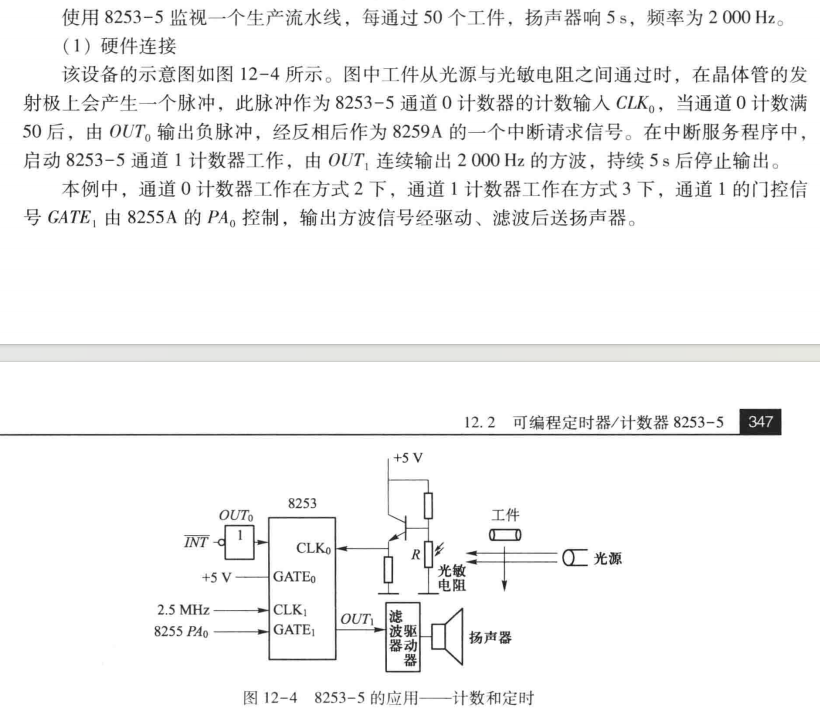 使用 8253-5 监视一个生产流水线，每通过 50 个工件，扬声器响 5 s，频率为 2 000 Hz。
（1）硬件连接
该设备的示意图如图 12-4 所示。图中工件从光源与光敏电阻之间通过时，在晶体管的发
射极上会产生一个脉冲，此脉冲作为 8253-5 通道 0 计数器的计数输入 CLK₀，当通道 0 计数满
50 后，由 OUT₀ 输出负脉冲，经反相后作为 8259A 的一个中断请求信号。在中断服务程序中，
启动 8253-5 通道 1 计数器工作，由 OUT₁ 连续输出 2 000 Hz 的方波，持续 5 s 后停止输出。
本例中，通道 0 计数器工作在方式 2 下，通道 1 计数器工作在方式 3 下，通道 1 的门控信
号 GATE₁ 由 8255A 的 PA₀ 控制，输出方波信号经驱动、滤波后送扬声器。
12.2 可编程定时器/计数器 8253-5 347
+5 V
8253
OUT₀
1
INT
CLK₀
+5 V
GATE₀
2.5 MHz
CLK₁
8255 PA₀
GATE₁
OUT₁
R
光敏
电阻
工件
光源
滤波器
驱动器
扬声器
图 12-4 8253-5 的应用——计数和定时